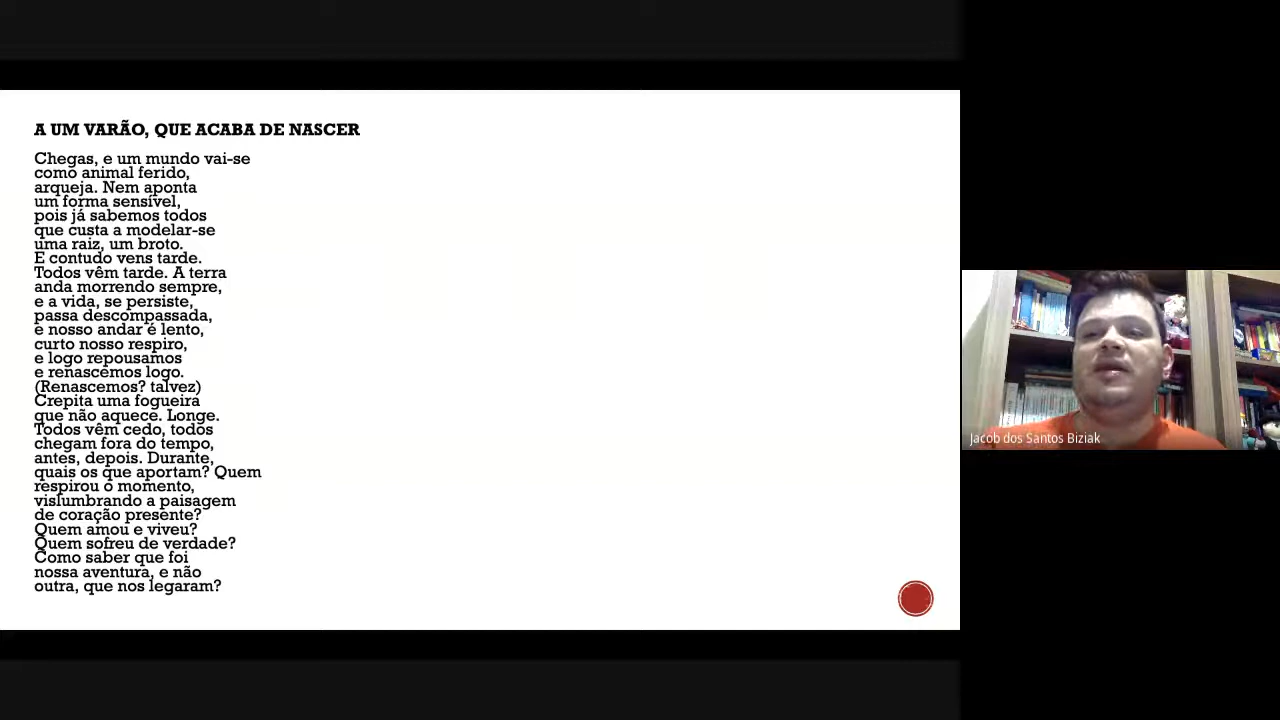 A UM VARÃO, QUE ACABA DE NASCER
Chegas, e um mundo vai-se
como animal ferido,
arqueja. Nem aponta
um forma sensível,
pois já sabemos todos
que custa a modelar-se
uma raiz, um broto.
E contudo vens tarde.
Todos vêm tarde. A terra
anda morrendo sempre,
e a vida, se persiste,
passa descompassada,
e nosso andar é lento,
curto nosso respiro,
e logo repousamos
e renascemos logo.
(Renascemos? talvez)
Crepita uma fogueira
que não aquece. Longe.
Todos vêm cedo, todos
chegam fora do tempo,
antes, depois. Durante,
quais os que aportam? Quem
respirou o momento,
vislumbrando a paisagem
de coração presente?
Quem amou e viveu?
Quem sofreu de verdade?
Como saber que foi
nossa aventura, e não
outra, que nos legaram?
Jacob dos Santos Biziak